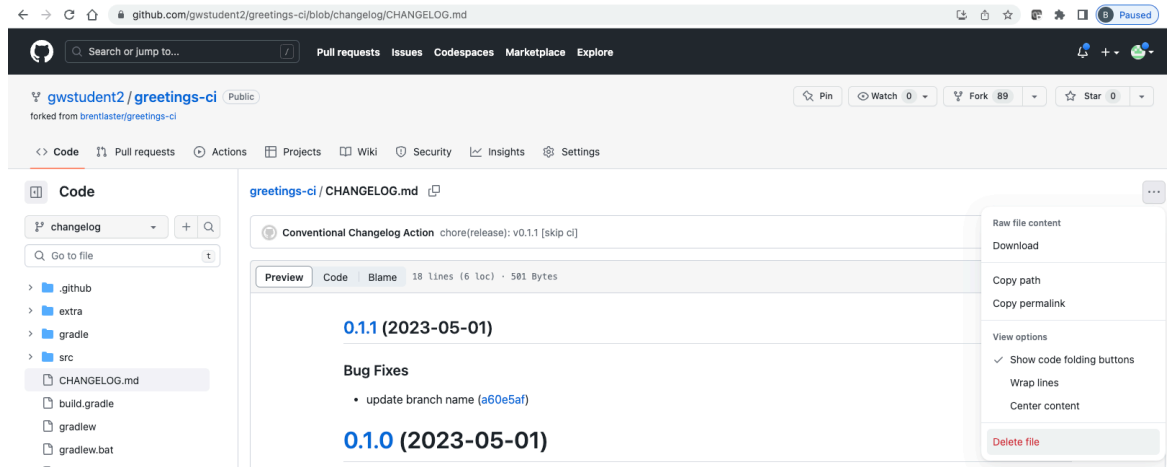 github.com/gwstudent2/greetings-ci/blob/changelog/CHANGELOG.md
B Paused
Search or jump to... /
Pull requests Issues Codespaces Marketplace Explore
gwstudent2 / greetings-ci Public
Pin Watch 0 Fork 89 Star 0
forked from brentlaster/greetings-ci
Code Pull requests Actions Projects Wiki Security Insights Settings
Code
changelog
Go to file t
.github
extra
gradle
src
CHANGELOG.md
build.gradle
gradlew
gradlew.bat
greetings-ci / CHANGELOG.md
Conventional Changelog Action chore(release): v0.1.1 [skip ci]
Preview Code Blame 18 lines (6 loc) · 501 Bytes
0.1.1 (2023-05-01)
Bug Fixes
• update branch name (a60e5af)
0.1.0 (2023-05-01)
Raw file content
Download
Copy path
Copy permalink
View options
Show code folding buttons
Wrap lines
Center content
Delete file